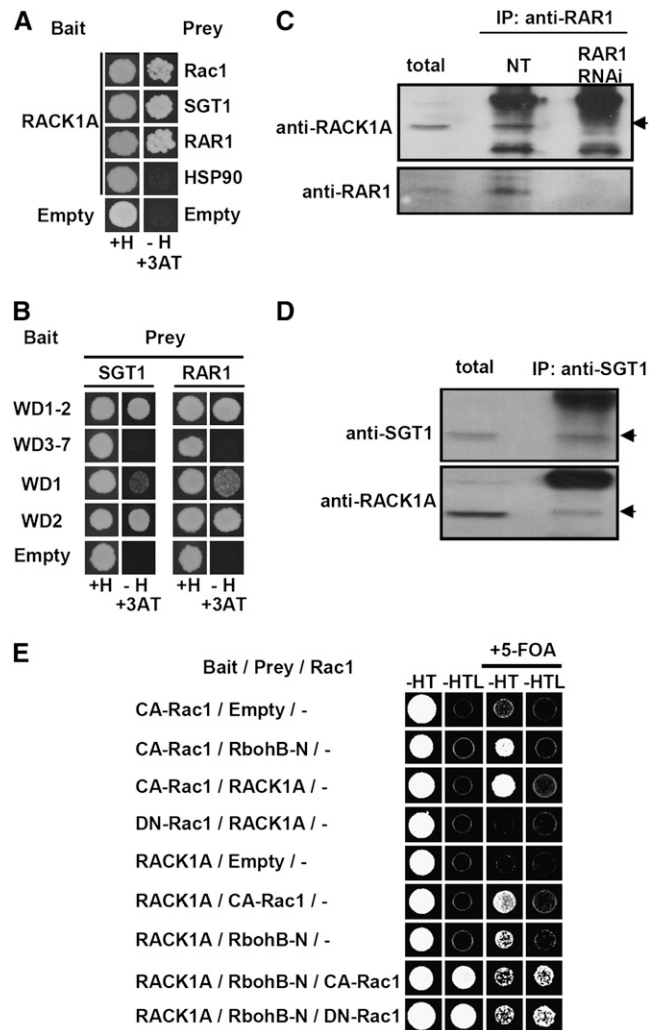 A
Bait Prey
RACK1A
Rac1
SGT1
RAR1
HSP90
Empty Empty
+H - H
+3AT
B
Bait Prey
SGT1 RAR1
WD1-2
WD3-7
WD1
WD2
Empty
+H - H +H - H
+3AT +3AT
C
IP: anti-RAR1
total NT RAR1
RNAi
anti-RACK1A
anti-RAR1
D
total IP: anti-SGT1
anti-SGT1
anti-RACK1A
E
Bait / Prey / Rac1
+5-FOA
-HT -HTL -HT -HTL
CA-Rac1 / Empty / -
CA-Rac1 / RbohB-N / -
CA-Rac1 / RACK1A / -
DN-Rac1 / RACK1A / -
RACK1A / Empty / -
RACK1A / CA-Rac1 / -
RACK1A / RbohB-N / -
RACK1A / RbohB-N / CA-Rac1
RACK1A / RbohB-N / DN-Rac1